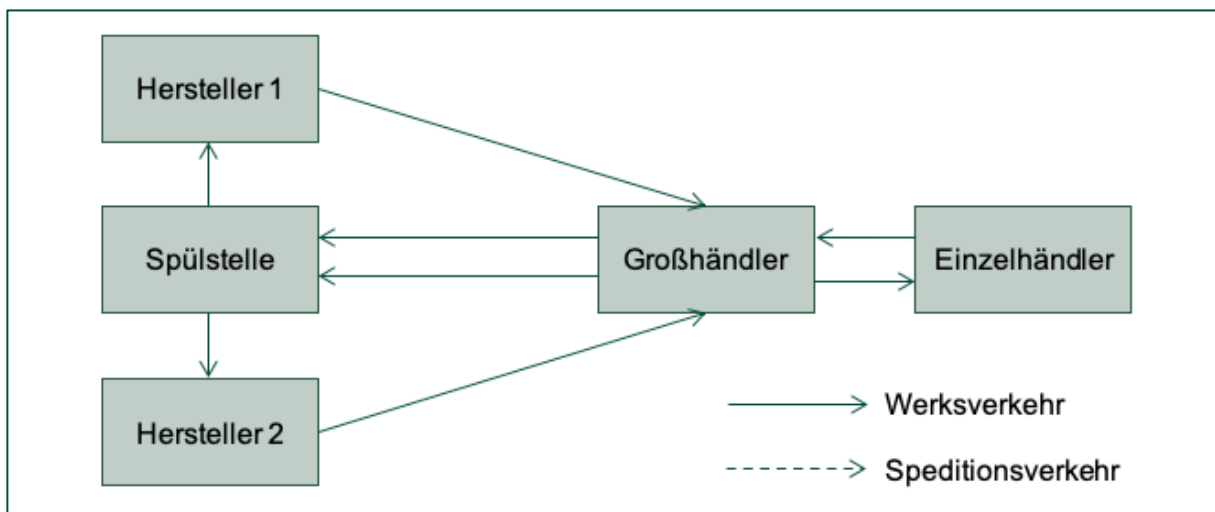 Hersteller 1
Spülstelle
Großhändler
Einzelhändler
Hersteller 2
Werksverkehr
Speditionsverkehr